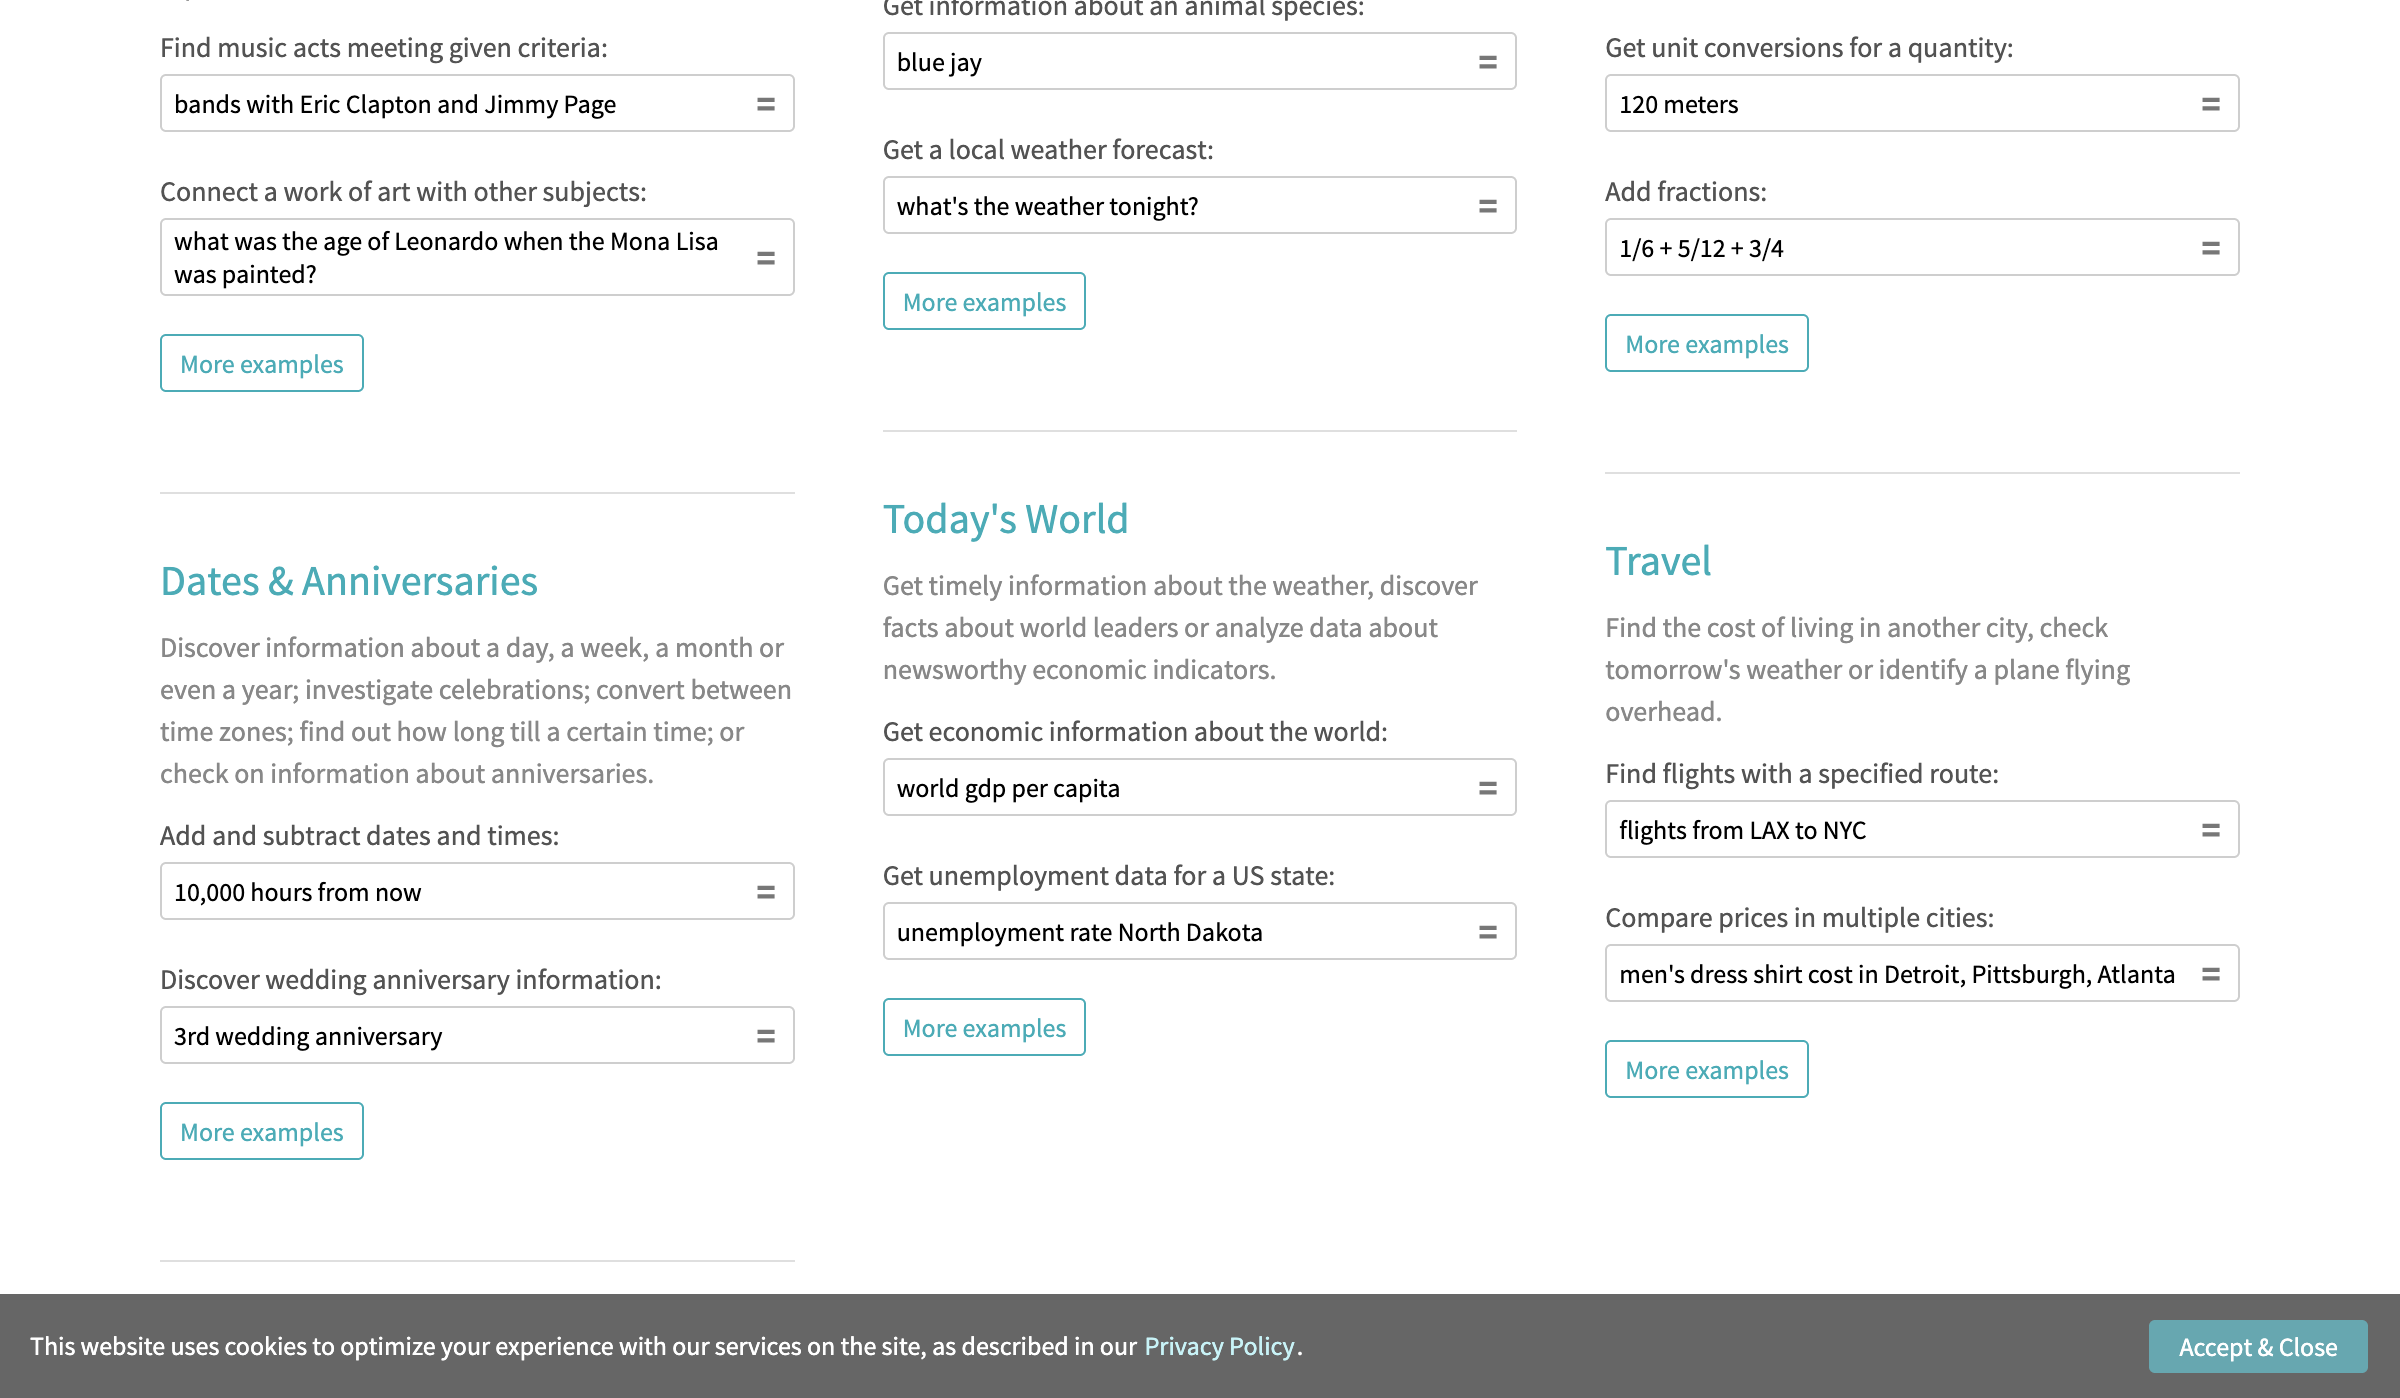 Find music acts meeting given criteria:
bands with Eric Clapton and Jimmy Page
=
Connect a work of art with other subjects:
what was the age of Leonardo when the Mona Lisa
was painted?
=
More examples
Dates & Anniversaries
Discover information about a day, a week, a month or
even a year; investigate celebrations; convert between
time zones; find out how long till a certain time; or
check on information about anniversaries.
Add and subtract dates and times:
10,000 hours from now
=
Discover wedding anniversary information:
3rd wedding anniversary
=
More examples
Get information about an animal species:
blue jay
=
Get a local weather forecast:
what's the weather tonight?
=
More examples
Today's World
Get timely information about the weather, discover
facts about world leaders or analyze data about
newsworthy economic indicators.
Get economic information about the world:
world gdp per capita
=
Get unemployment data for a US state:
unemployment rate North Dakota
=
More examples
Get unit conversions for a quantity:
120 meters
=
Add fractions:
1/6 + 5/12 + 3/4
=
More examples
Travel
Find the cost of living in another city, check
tomorrow's weather or identify a plane flying
overhead.
Find flights with a specified route:
flights from LAX to NYC
=
Compare prices in multiple cities:
men's dress shirt cost in Detroit, Pittsburgh, Atlanta
=
More examples
This website uses cookies to optimize your experience with our services on the site, as described in our Privacy Policy.
Accept & Close